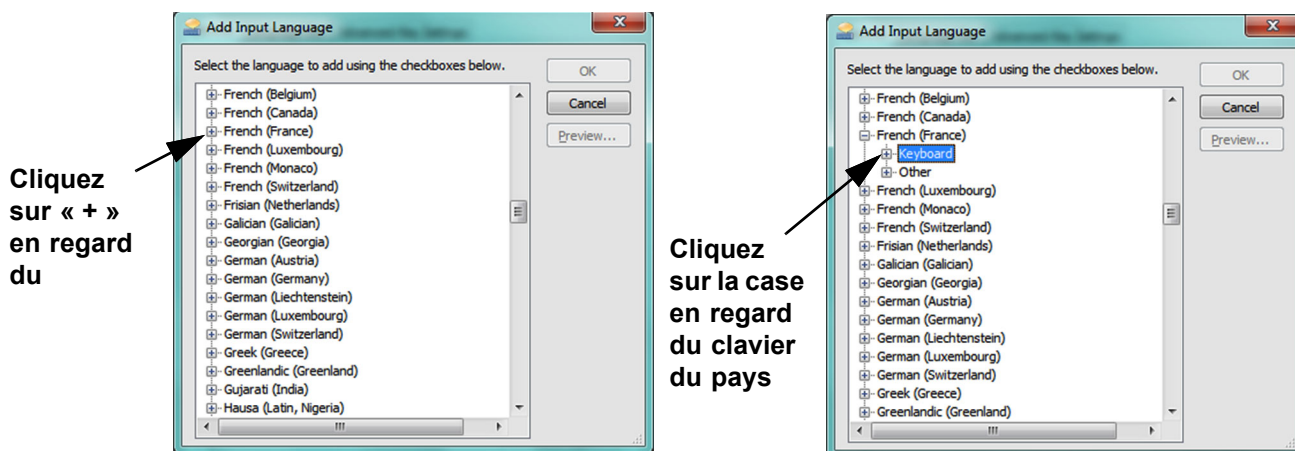 Add Input Language
Select the language to add using the checkboxes below.
French (Belgium)
French (Canada)
French (France)
French (Luxembourg)
French (Monaco)
French (Switzerland)
Frisian (Netherlands)
Galician (Galician)
Georgian (Georgia)
German (Austria)
German (Germany)
German (Liechtenstein)
German (Luxembourg)
German (Switzerland)
Greek (Greece)
Greenlandic (Greenland)
Gujarati (India)
Hausa (Latin, Nigeria)
OK
Cancel
Preview...
Cliquez
sur « + »
en regard
du
Add Input Language
Select the language to add using the checkboxes below.
French (Belgium)
French (Canada)
French (France)
Keyboard
Other
French (Luxembourg)
French (Monaco)
French (Switzerland)
Frisian (Netherlands)
Galician (Galician)
Georgian (Georgia)
German (Austria)
German (Germany)
German (Liechtenstein)
German (Luxembourg)
German (Switzerland)
Greek (Greece)
Greenlandic (Greenland)
OK
Cancel
Preview...
Cliquez
sur la case
en regard
du clavier
du pays